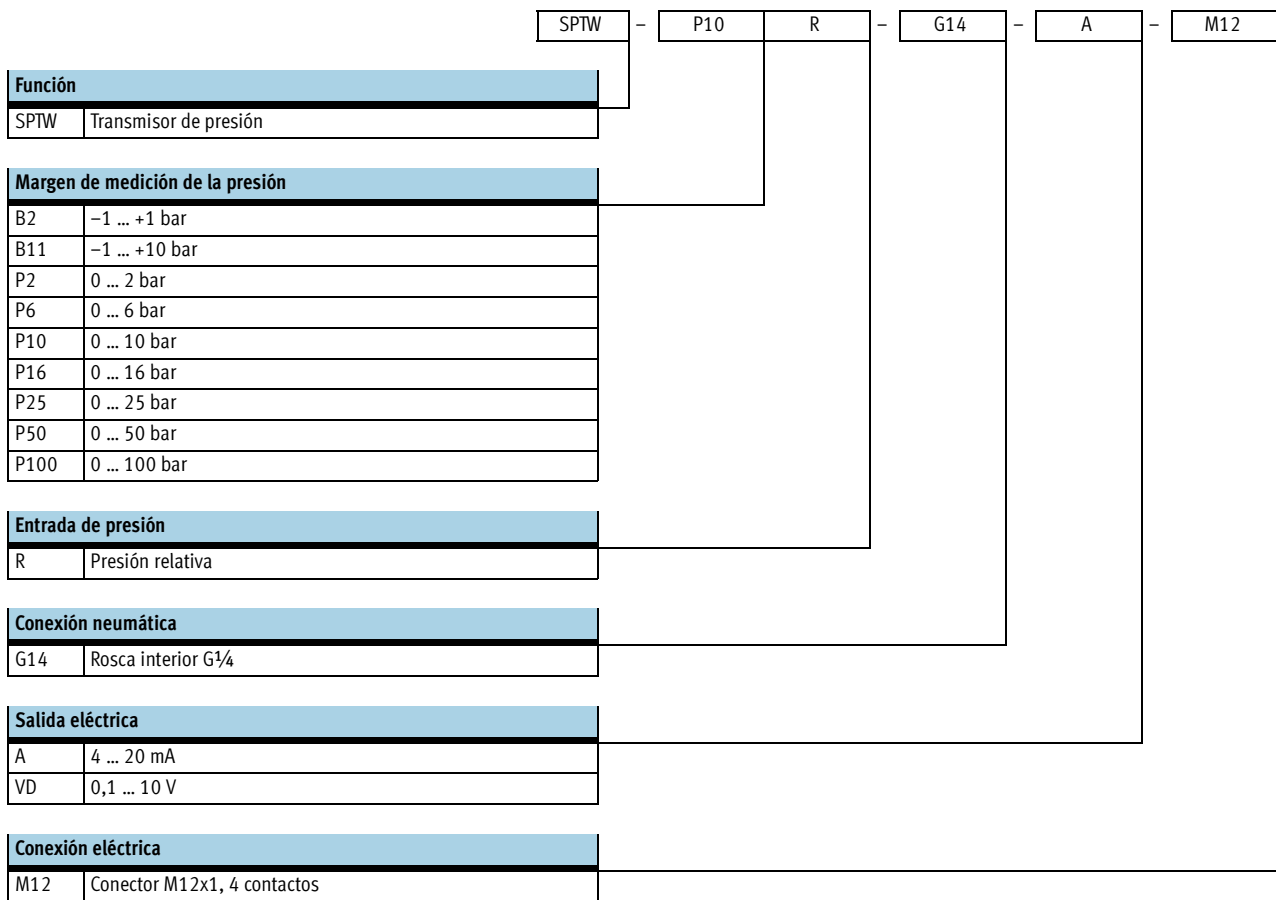 SPTW – P10 R – G14 – A – M12
Función
SPTW Transmisor de presión
Margen de medición de la presión
B2 –1 ... +1 bar
B11 –1 ... +10 bar
P2 0 ... 2 bar
P6 0 ... 6 bar
P10 0 ... 10 bar
P16 0 ... 16 bar
P25 0 ... 25 bar
P50 0 ... 50 bar
P100 0 ... 100 bar
Entrada de presión
R Presión relativa
Conexión neumática
G14 Rosca interior G¼
Salida eléctrica
A 4 ... 20 mA
VD 0,1 ... 10 V
Conexión eléctrica
M12 Conector M12x1, 4 contactos